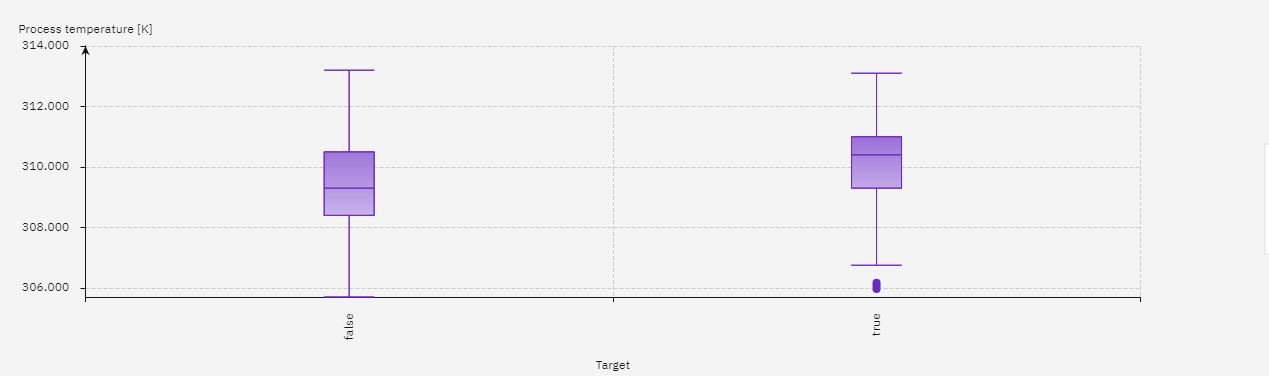 Process temperature [K]
314.000
312.000
310.000
308.000
306.000
false
true
Target